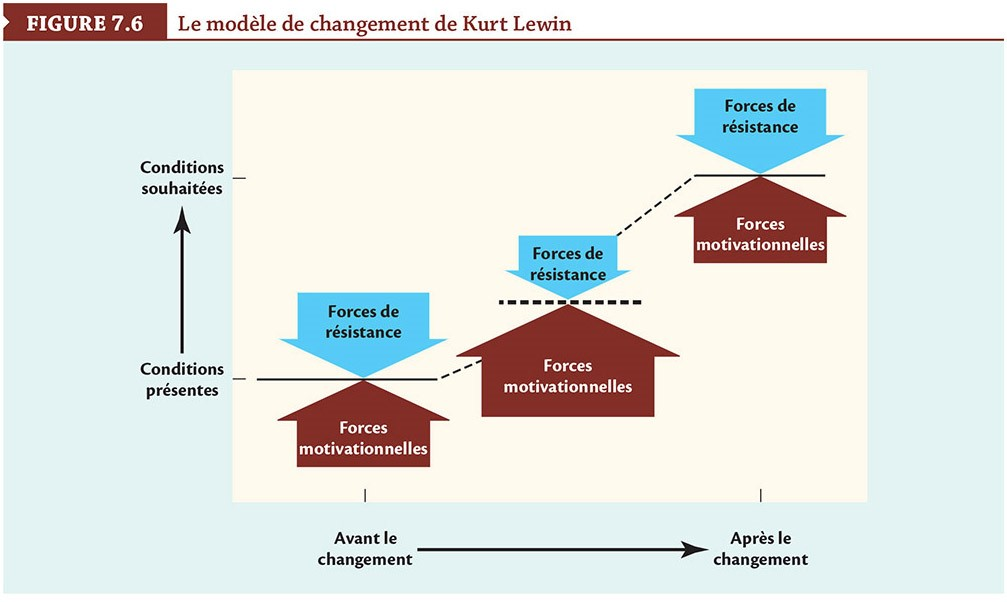 FIGURE 7.6 Le modèle de changement de Kurt Lewin
Forces de
résistance
Conditions
souhaitées
Forces
motivationnelles
Forces de
résistance
Forces de
résistance
Forces
motivationnelles
Conditions
présentes
Forces
motivationnelles
Avant le
changement
Après le
changement